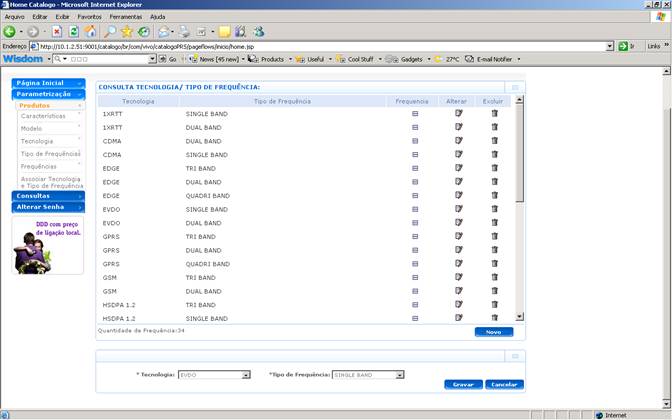 Home Catalogo - Microsoft Internet Explorer
Arquivo Editar Exibir Favoritos Ferramentas Ajuda
Endereço http://10.1.2.51:9001/catalogo/br/com/vivo/catalogoPRS/pageflows/inicio/home.jsp Ir Links »
Wisdom Go News [45 new] Products Useful Cool Stuff Gadgets 27°C E-mail Notifier
Página Inicial
Parametrização
Produtos
Características
Modelo
Tecnologia
Tipo de Frequências
Frequências
Associar Tecnologia e Tipo de Frequência
Consultas
Alterar Senha
DDD com preço de ligação local.
CONSULTA TECNOLOGIA/ TIPO DE FREQUÊNCIA:
Tecnologia Tipo de Frequência Frequencia Alterar Excluir
1XRTT SINGLE BAND
1XRTT DUAL BAND
CDMA DUAL BAND
CDMA SINGLE BAND
EDGE TRI BAND
EDGE DUAL BAND
EDGE QUADRI BAND
EVDO SINGLE BAND
EVDO DUAL BAND
GPRS TRI BAND
GPRS DUAL BAND
GPRS QUADRI BAND
GSM TRI BAND
GSM DUAL BAND
HSDPA 1.2 TRI BAND
HSDPA 1.2 SINGLE BAND
Quantidade de Frequência:34
Novo
* Tecnologia: EVDO *Tipo de Frequência: SINGLE BAND
Gravar Cancelar
Internet